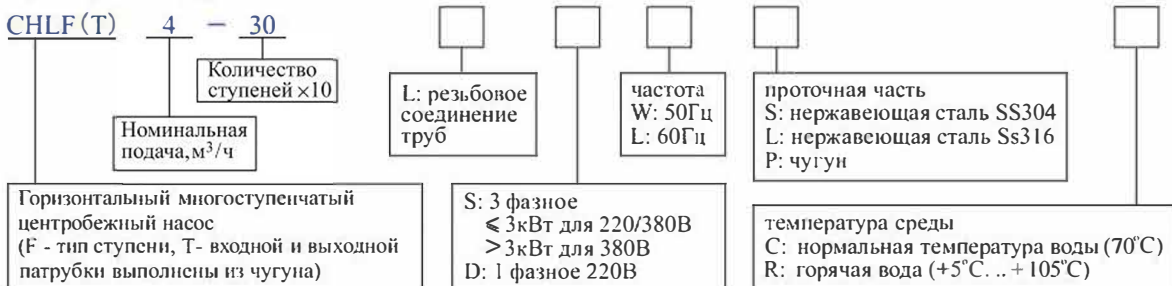 CHLF(T) 4 – 30
Количество
ступеней ×10
Номинальная
подача, м³/ч
Горизонтальный многоступенчатый
центробежный насос
(F - тип ступени, T- входной и выходной
патрубки выполнены из чугуна)
L: резьбовое
соединение
труб
S: 3 фазное
⩽ 3кВт для 220/380В
>3кВт для 380В
D: 1 фазное 220В
частота
W: 50Гц
L: 60Гц
проточная часть
S: нержавеющая сталь SS304
L: нержавеющая сталь Ss316
P: чугун
температура среды
C: нормальная температура воды (70°C)
R: горячая вода (+5°C. .. + 105°C)